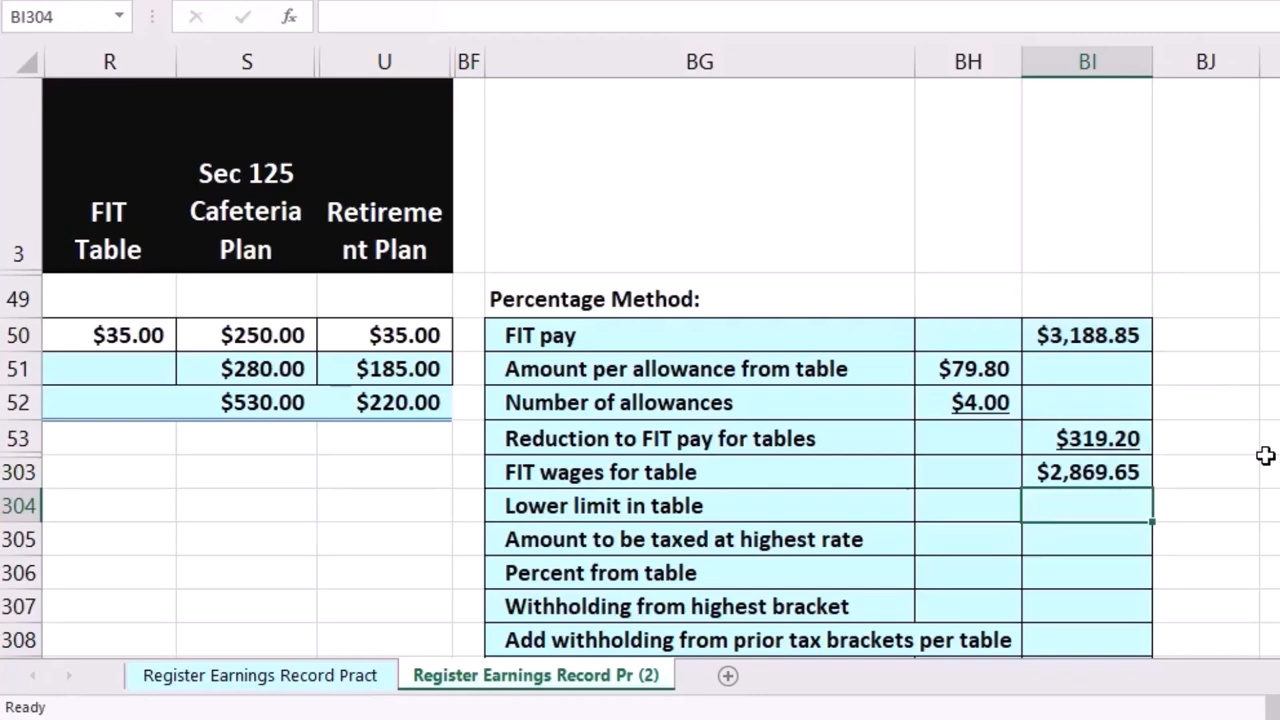 BI304 fx
R S U BF BG BH BI BJ
FIT Table Sec 125 Cafeteria Plan Retireme nt Plan
3
49 Percentage Method:
50 $35.00 $250.00 $35.00 FIT pay $3,188.85
51 $280.00 $185.00 Amount per allowance from table $79.80
52 $530.00 $220.00 Number of allowances $4.00
53 Reduction to FIT pay for tables $319.20
303 FIT wages for table $2,869.65
304 Lower limit in table
305 Amount to be taxed at highest rate
306 Percent from table
307 Withholding from highest bracket
308 Add withholding from prior tax brackets per table
Register Earnings Record Pract Register Earnings Record Pr (2)
Ready